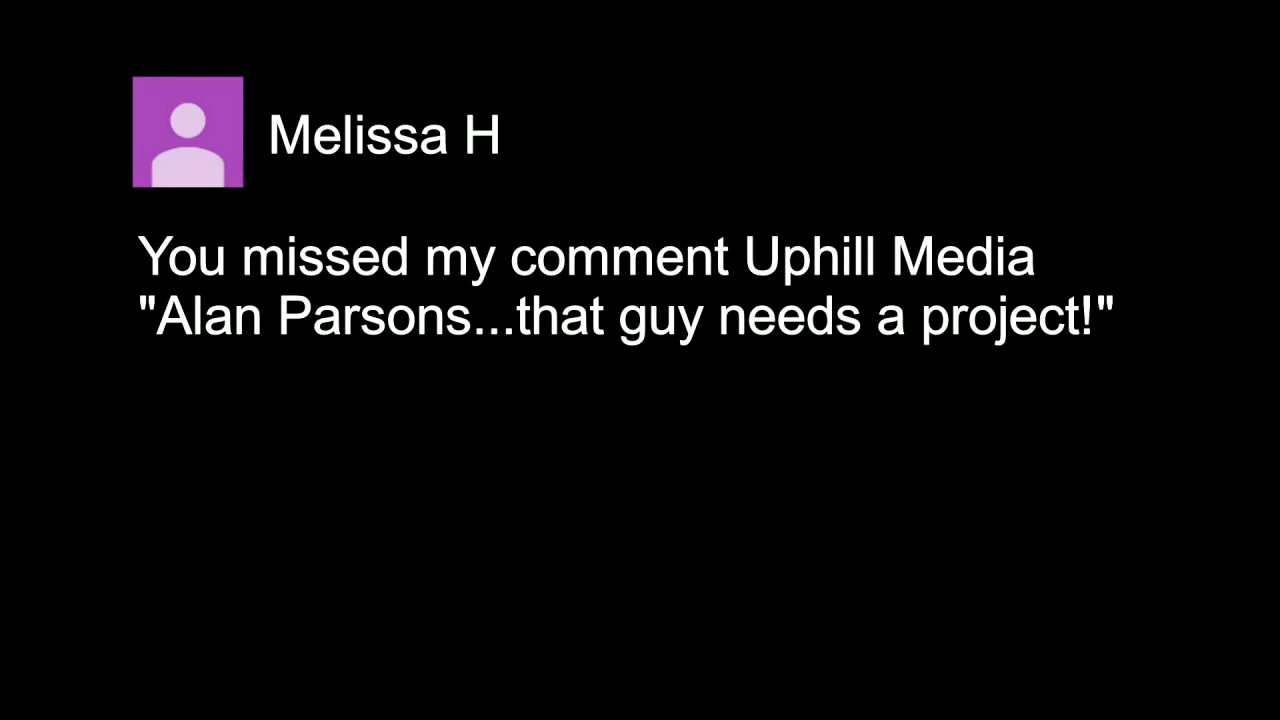 Melissa H
You missed my comment Uphill Media
"Alan Parsons...that guy needs a project!"